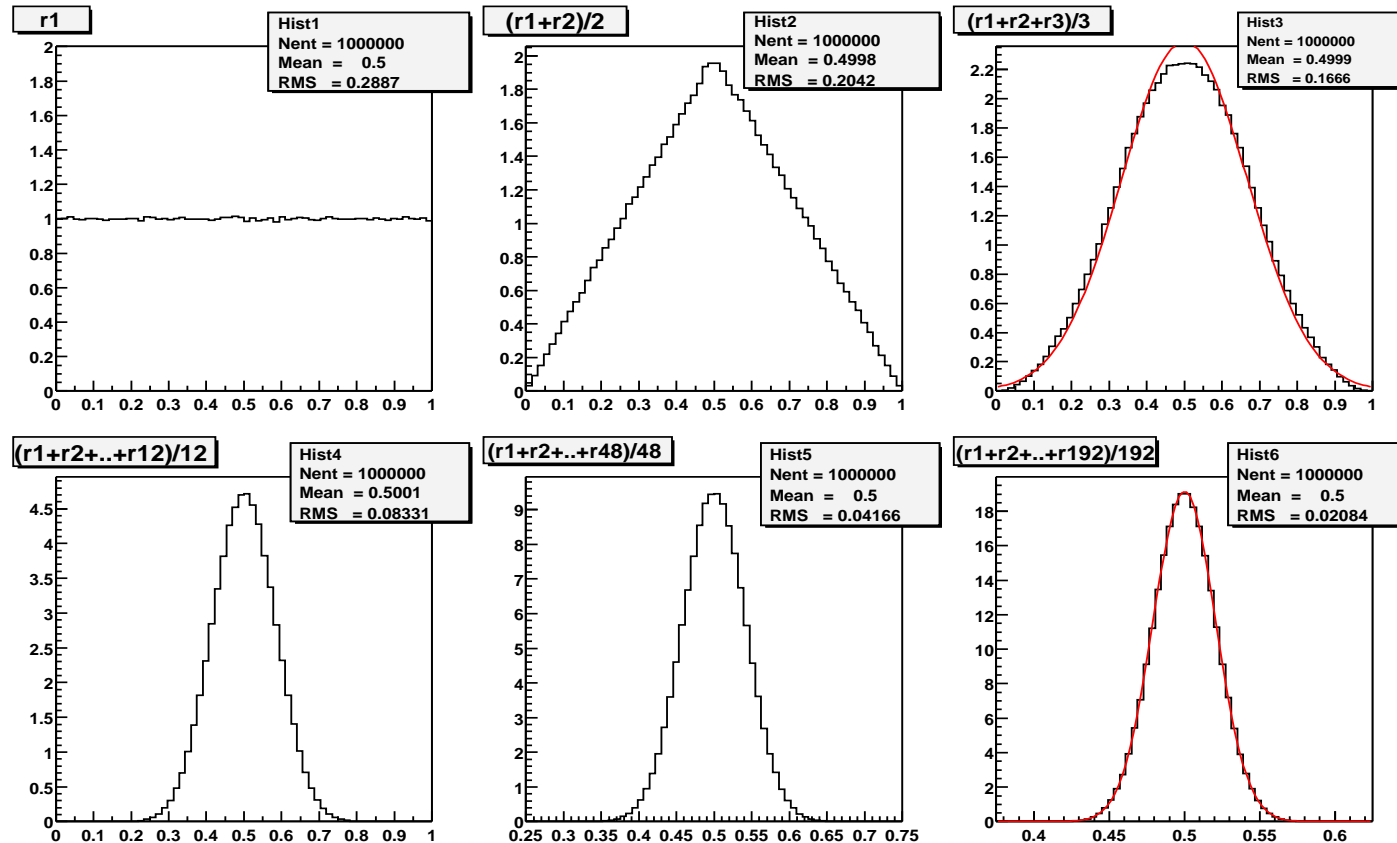 r1
Hist1
Nent = 1000000
Mean = 0.5
RMS = 0.2887
2
1.8
1.6
1.4
1.2
1
0.8
0.6
0.4
0.2
0
0 0.1 0.2 0.3 0.4 0.5 0.6 0.7 0.8 0.9 1
(r1+r2)/2
Hist2
Nent = 1000000
Mean = 0.4998
RMS = 0.2042
2
1.8
1.6
1.4
1.2
1
0.8
0.6
0.4
0.2
0
0 0.1 0.2 0.3 0.4 0.5 0.6 0.7 0.8 0.9 1
(r1+r2+r3)/3
Hist3
Nent = 1000000
Mean = 0.4999
RMS = 0.1666
2.2
2
1.8
1.6
1.4
1.2
1
0.8
0.6
0.4
0.2
0
0 0.1 0.2 0.3 0.4 0.5 0.6 0.7 0.8 0.9 1
(r1+r2+..+r12)/12
Hist4
Nent = 1000000
Mean = 0.5001
RMS = 0.08331
4.5
4
3.5
3
2.5
2
1.5
1
0.5
0
0 0.1 0.2 0.3 0.4 0.5 0.6 0.7 0.8 0.9 1
(r1+r2+..+r48)/48
Hist5
Nent = 1000000
Mean = 0.5
RMS = 0.04166
9
8
7
6
5
4
3
2
1
0
0.25 0.3 0.35 0.4 0.45 0.5 0.55 0.6 0.65 0.7 0.75
(r1+r2+..+r192)/192
Hist6
Nent = 1000000
Mean = 0.5
RMS = 0.02084
18
16
14
12
10
8
6
4
2
0
0.4 0.45 0.5 0.55 0.6